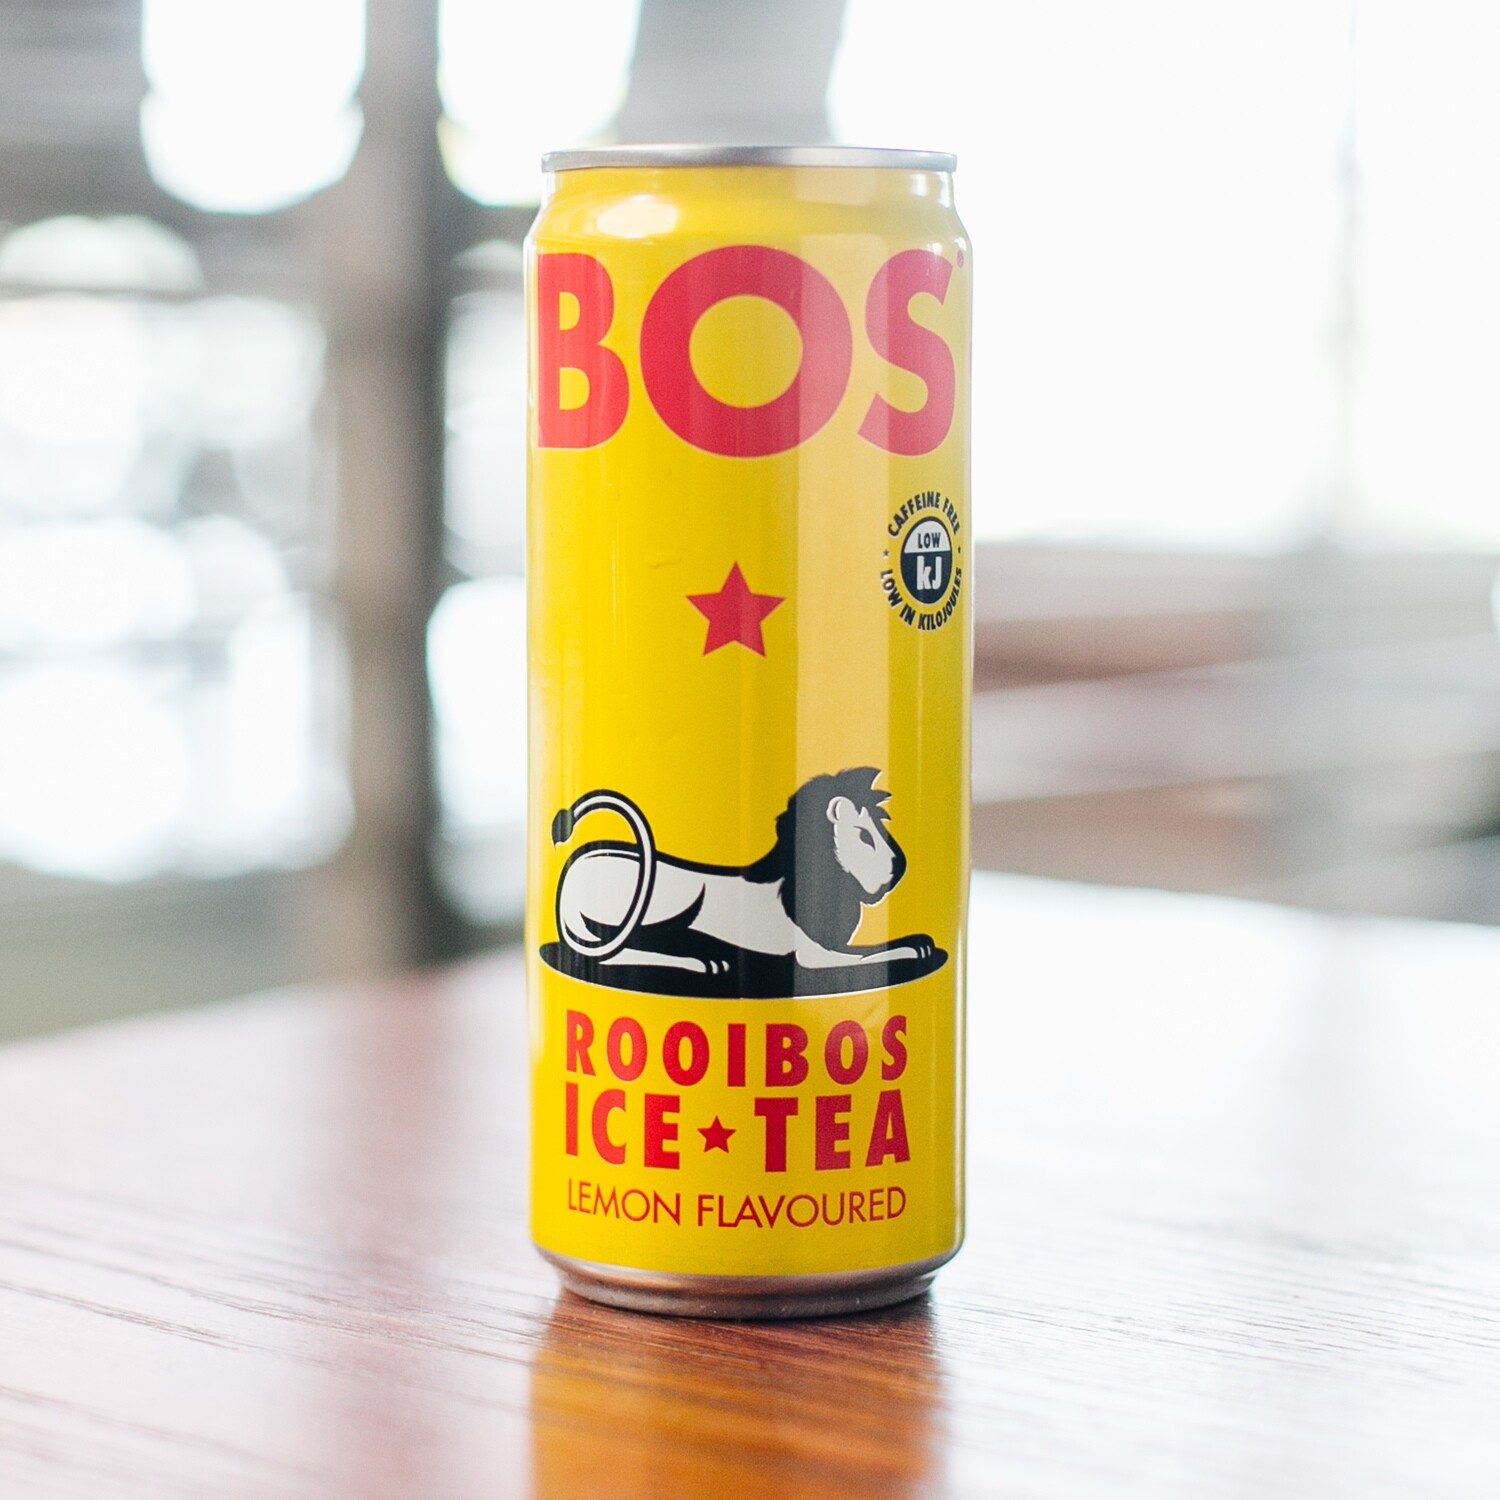 BOS
CAFFEINE FREE
LOW
kJ
LOW IN KILOJOULES
ROOIBOS
ICE★TEA
LEMON FLAVOURED